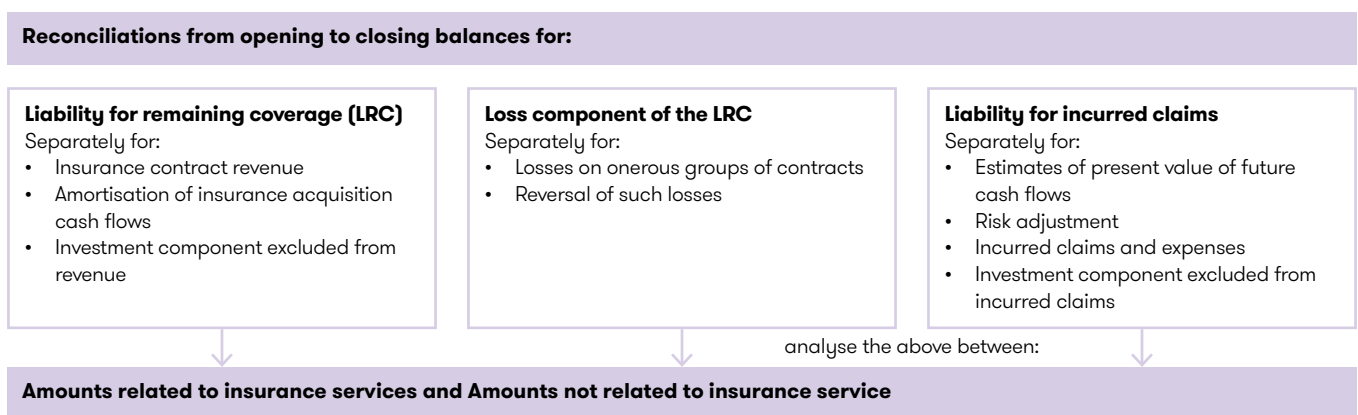 Reconciliations from opening to closing balances for:
Liability for remaining coverage (LRC)
Separately for:
• Insurance contract revenue
• Amortisation of insurance acquisition
cash flows
• Investment component excluded from
revenue
Loss component of the LRC
Separately for:
• Losses on onerous groups of contracts
• Reversal of such losses
Liability for incurred claims
Separately for:
• Estimates of present value of future
cash flows
• Risk adjustment
• Incurred claims and expenses
• Investment component excluded from
incurred claims
analyse the above between:
Amounts related to insurance services and Amounts not related to insurance service